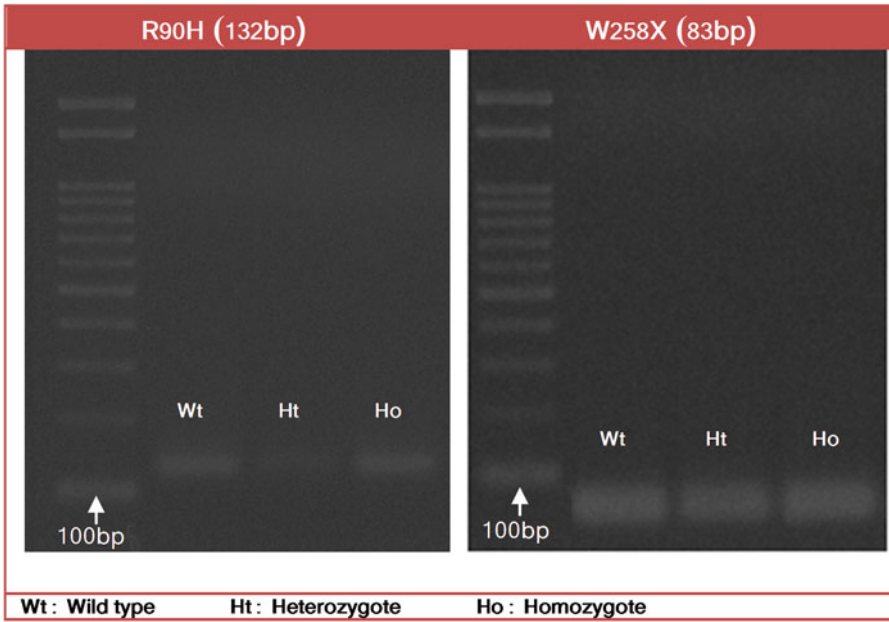 R90H (132bp)
W258X (83bp)
Wt Ht Ho
100bp
Wt Ht Ho
100bp
Wt : Wild type Ht : Heterozygote Ho : Homozygote